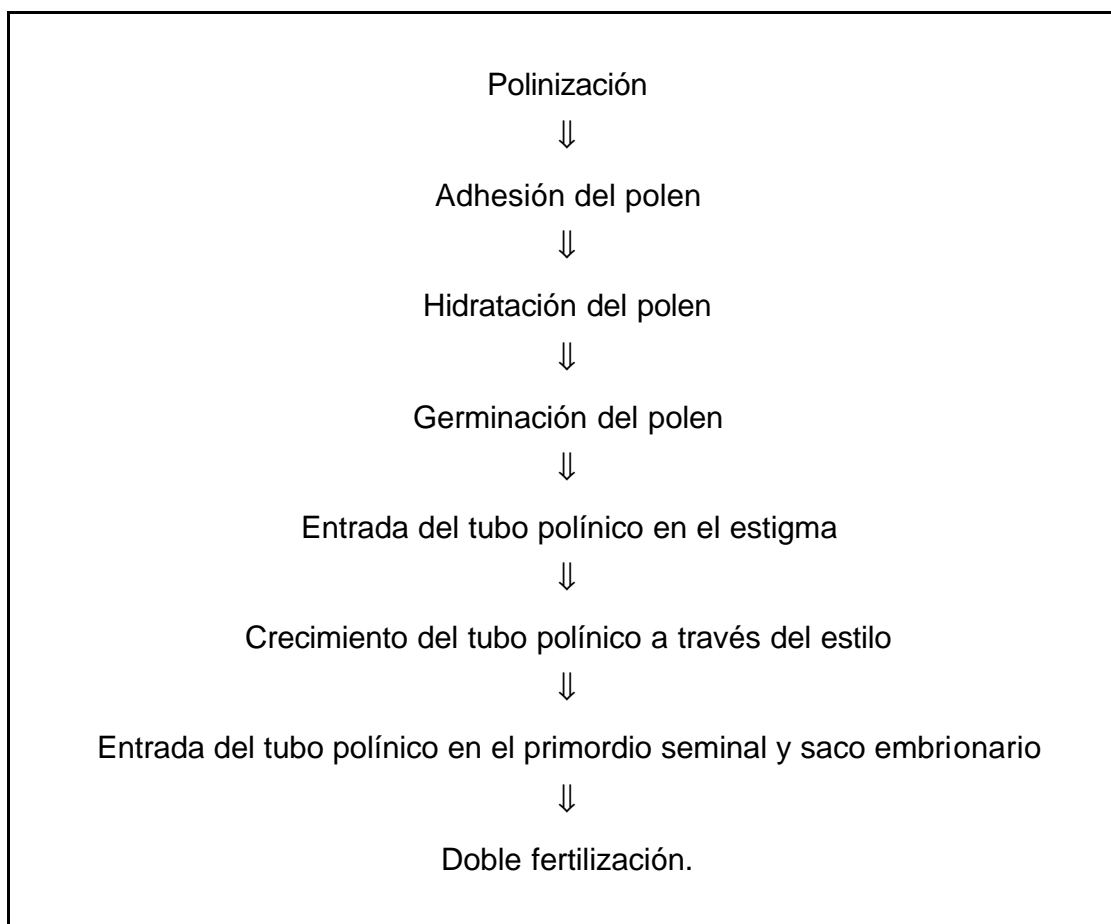 Polinización
⇓
Adhesión del polen
⇓
Hidratación del polen
⇓
Germinación del polen
⇓
Entrada del tubo polínico en el estigma
⇓
Crecimiento del tubo polínico a través del estilo
⇓
Entrada del tubo polínico en el primordio seminal y saco embrionario
⇓
Doble fertilización.